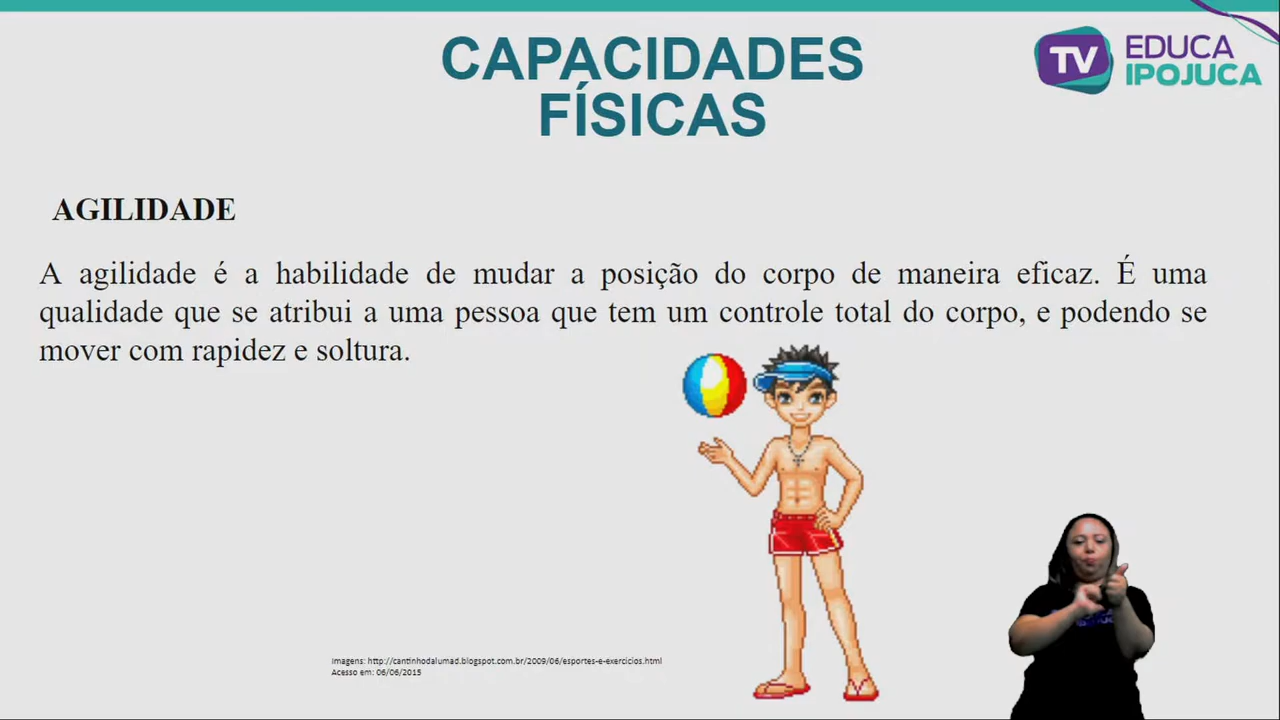 CAPACIDADES
FÍSICAS
TV EDUCA
IPOJUCA
AGILIDADE
A agilidade é a habilidade de mudar a posição do corpo de maneira eficaz. É uma
qualidade que se atribui a uma pessoa que tem um controle total do corpo, e podendo se
mover com rapidez e soltura.
Imagens: http://cantinhodalumad.blogspot.com.br/2009/06/esportes-e-exercicios.html
Acesso em: 06/06/2015